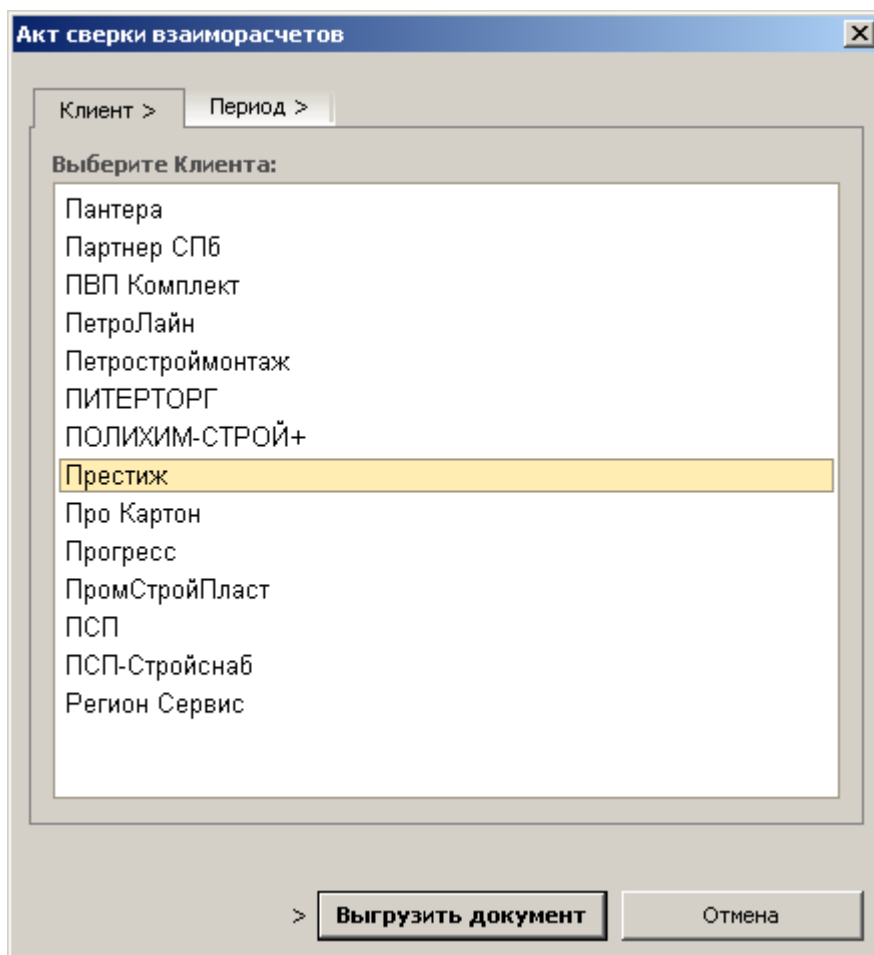 Акт сверки взаиморасчетов
Клиент > Период >
Выберите Клиента:
Пантера
Партнер СПб
ПВП Комплект
ПетроЛайн
Петростроймонтаж
ПИТЕРТОРГ
ПОЛИХИМ-СТРОЙ+
Престиж
Про Картон
Прогресс
ПромСтройПласт
ПСП
ПСП-Стройснаб
Регион Сервис
> Выгрузить документ Отмена